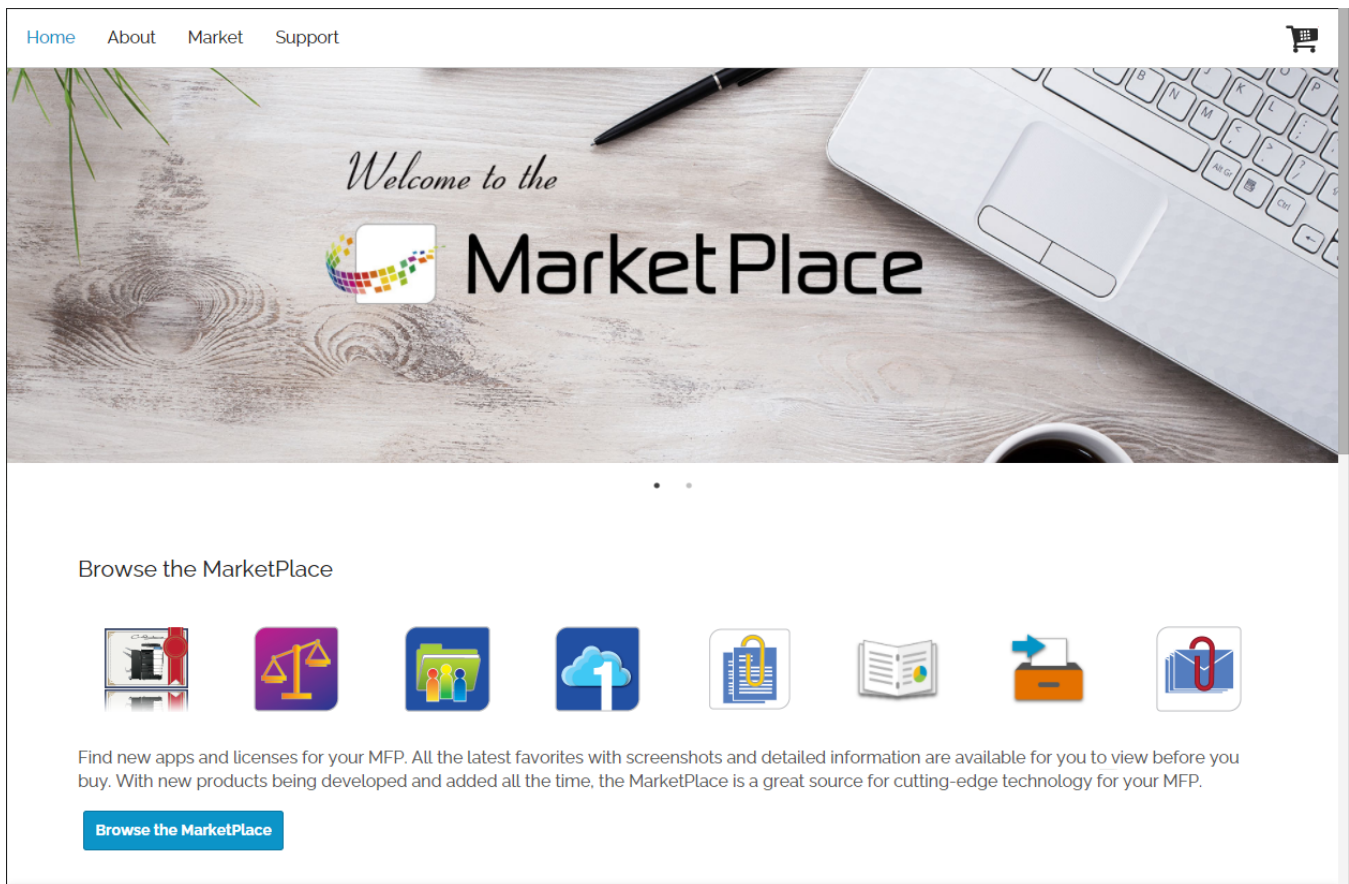 Home About Market Support
Welcome to the
MarketPlace
Browse the MarketPlace
1
Find new apps and licenses for your MFP. All the latest favorites with screenshots and detailed information are available for you to view before you
buy. With new products being developed and added all the time, the MarketPlace is a great source for cutting-edge technology for your MFP.
Browse the MarketPlace